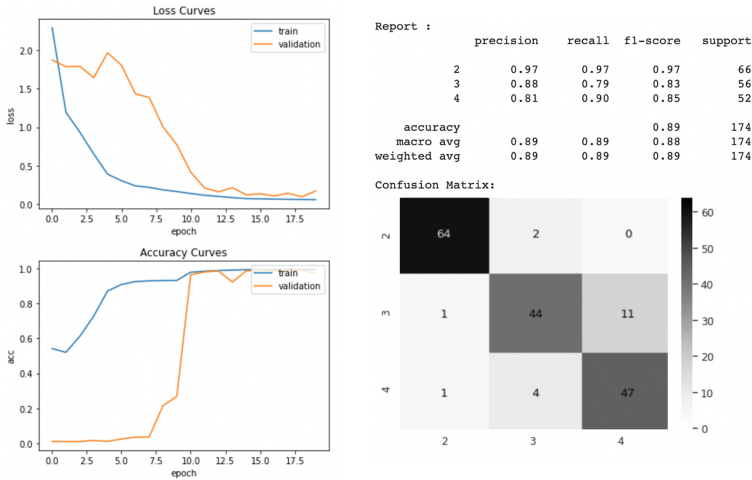 Loss Curves
train
validation
2.0
1.5
1.0
0.5
0.0
loss
0.0 2.5 5.0 7.5 10.0 12.5 15.0 17.5
epoch
Accuracy Curves
train
validation
1.0
0.8
0.6
0.4
0.2
0.0
acc
0.0 2.5 5.0 7.5 10.0 12.5 15.0 17.5
epoch
Report :
precision recall f1-score support
2 0.97 0.97 0.97 66
3 0.88 0.79 0.83 56
4 0.81 0.90 0.85 52
accuracy 0.89 174
macro avg 0.89 0.89 0.88 174
weighted avg 0.89 0.89 0.89 174
Confusion Matrix:
2 64 2 0
3 1 44 11
4 1 4 47
2 3 4
60
50
40
30
20
10
0